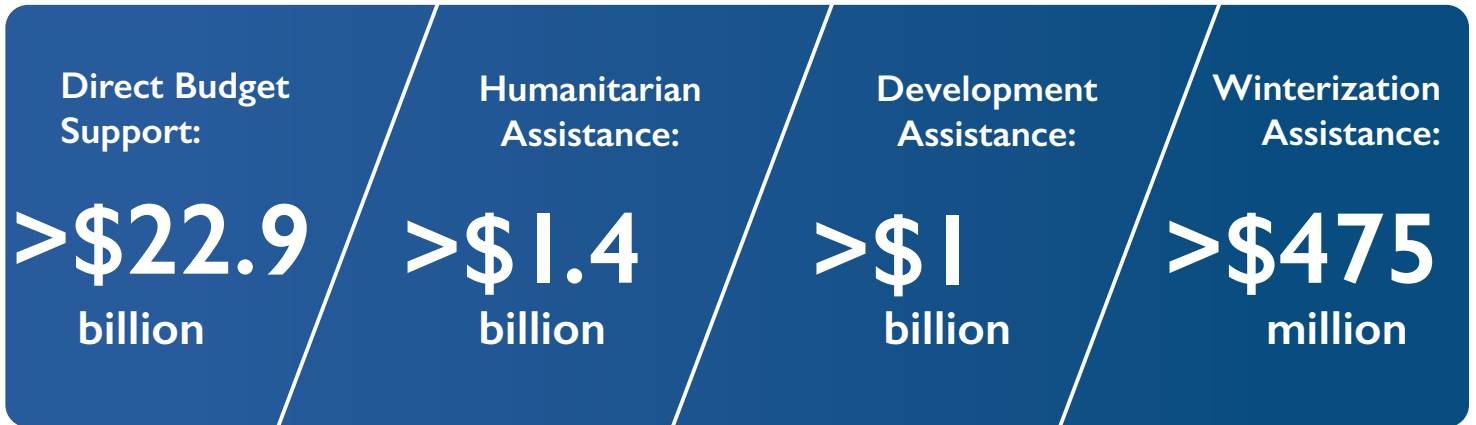 Direct Budget
Support:
>$22.9
billion
Humanitarian
Assistance:
>$1.4
billion
Development
Assistance:
>$1
billion
Winterization
Assistance:
>$475
million